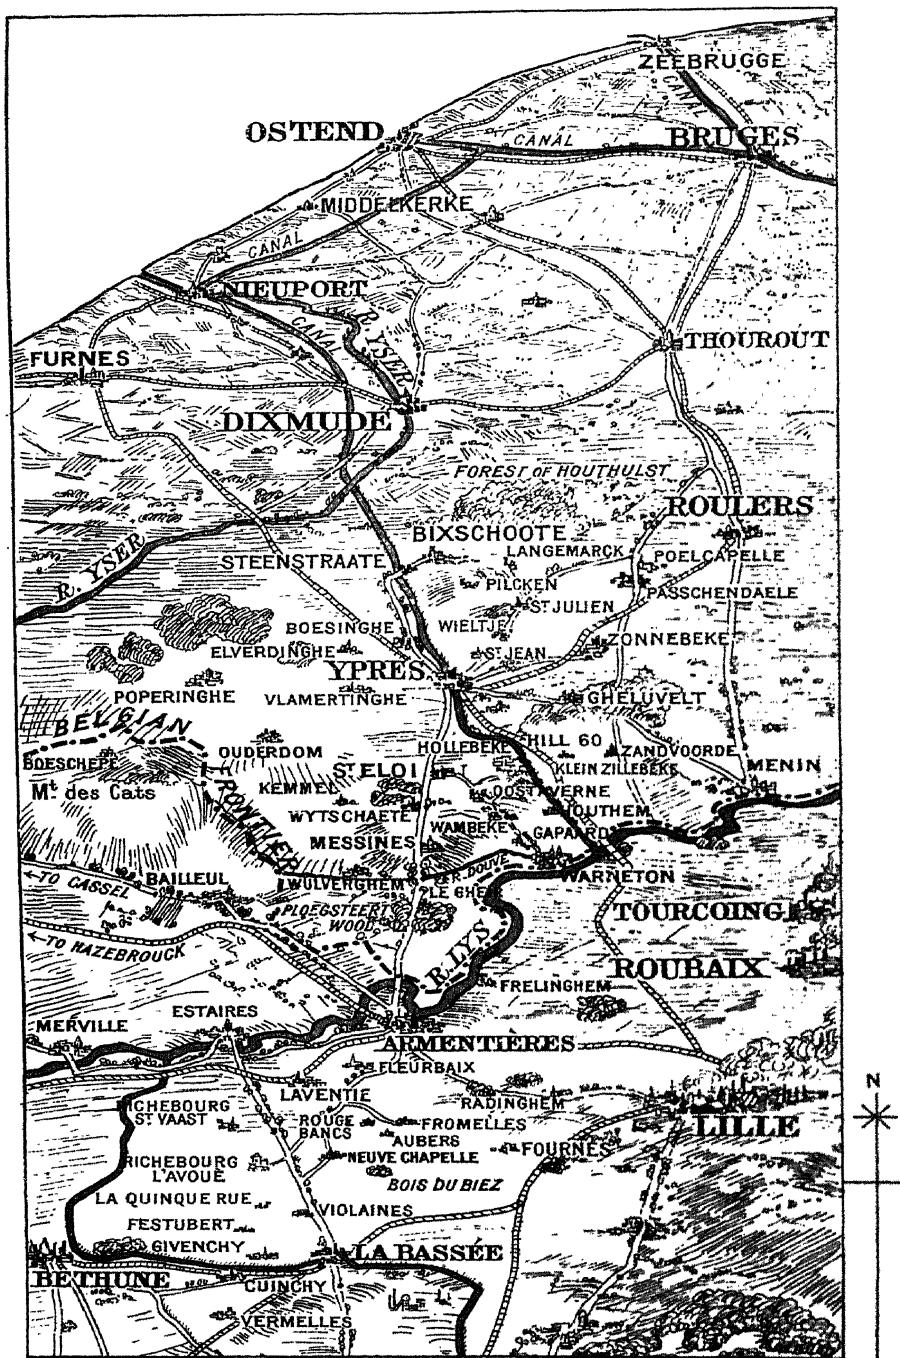 ZEEBRUGGE
CANAL
OSTEND
CANAL
BRUGES
MIDDELKERKE
CANAL
NIEUPORT
CANAL
R. YSER
THOUROUT
FURNES
DIXMUDE
FOREST OF HOUTHULST
ROULERS
BIXSCHOOTE
R. YSER
STEENSTRAATE
LANGEMARCK
POELCAPELLE
PILCKEN
PASSCHENDAELE
ST JULIEN
BOESINGHE
WIELTJE
ZONNEBEKE
ELVERDINGHE
ST JEAN
YPRES
POPERINGHE
VLAMERTINGHE
GHELUVELT
BELGIAN
FRONTIER
HOLLEBEKE
HILL 60
OUDERDOM
ZANDVOORDE
BOESCHEPE
ST ELOI
KLEIN ZILLEBEKE
MENIN
Mt des Cats
KEMMEL
OOSTAVERNE
WYTSCHAETE
HOUTHEM
WAMBEKE
GAPAARD
MESSINES
R. DOUVE
←TO CASSEL
BAILLEUL
WULVERGHEM
WARNETON
LE GHEER
PLOEGSTEERT
WOOD
TOURCOING
←TO HAZEBROUCK
R. LYS
ROUBAIX
FRELINGHEM
ESTAIRES
MERVILLE
ARMENTIÈRES
FLEURBAIX
N
LAVENTIE
RADINGHEM
RICHEBOURG
ST VAAST
ROUGE
BANCS
FROMELLES
LILLE
AUBERS
FOURNES
NEUVE CHAPELLE
RICHEBOURG
L'AVOUÉ
BOIS DU BIEZ
LA QUINQUE RUE
VIOLAINES
FESTUBERT
GIVENCHY
LA BASSÉE
BETHUNE
CUINCHY
VERMELLES